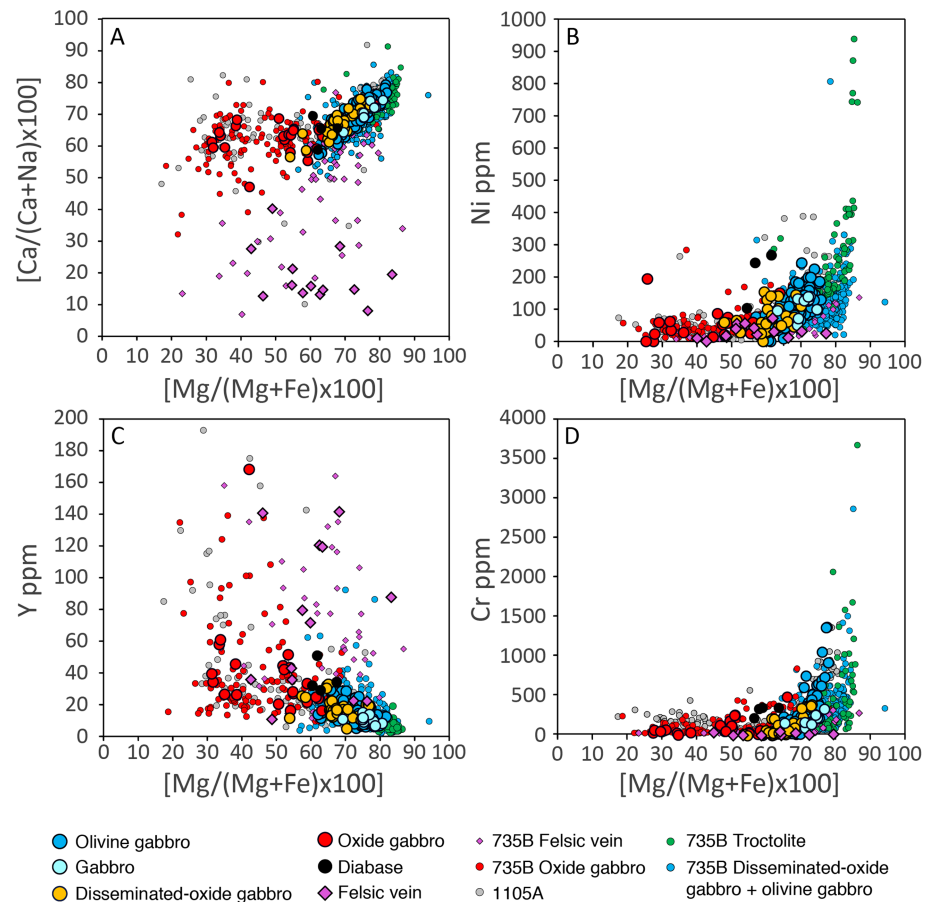 A
[Ca/(Ca+Na)x100]
100
90
80
70
60
50
40
30
20
10
0
0 10 20 30 40 50 60 70 80 90 100
[Mg/(Mg+Fe)x100]
B
Ni ppm
1000
900
800
700
600
500
400
300
200
100
0
0 10 20 30 40 50 60 70 80 90 100
[Mg/(Mg+Fe)x100]
C
Y ppm
200
180
160
140
120
100
80
60
40
20
0
0 10 20 30 40 50 60 70 80 90 100
[Mg/(Mg+Fe)x100]
D
Cr ppm
4000
3500
3000
2500
2000
1500
1000
500
0
0 10 20 30 40 50 60 70 80 90 100
[Mg/(Mg+Fe)x100]
Olivine gabbro
Gabbro
Disseminated-oxide gabbro
Oxide gabbro
Diabase
Felsic vein
735B Felsic vein
735B Oxide gabbro
1105A
735B Troctolite
735B Disseminated-oxide
gabbro + olivine gabbro